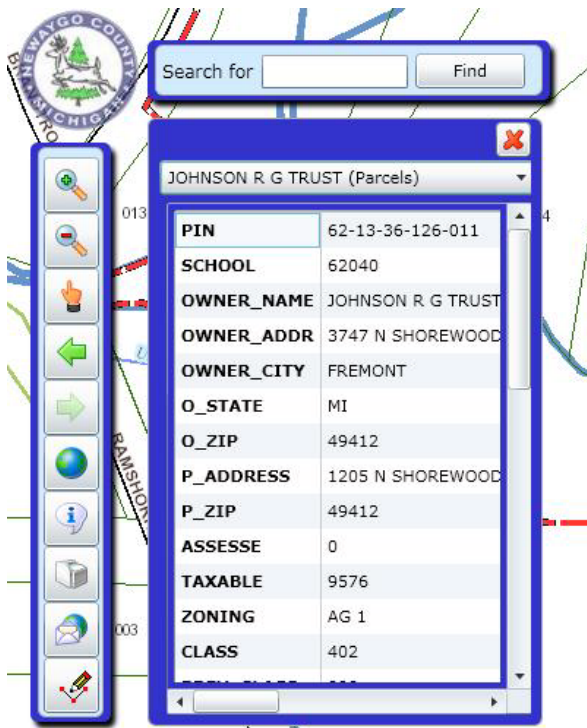 NEWAYGO COUNTY
MICHIGAN
Search for
Find
JOHNSON R G TRUST (Parcels)
013
4
PIN 62-13-36-126-011
SCHOOL 62040
OWNER_NAME JOHNSON R G TRUST
OWNER_ADDR 3747 N SHOREWOOD
OWNER_CITY FREMONT
O_STATE MI
O_ZIP 49412
P_ADDRESS 1205 N SHOREWOOD
P_ZIP 49412
ASSESSE 0
TAXABLE 9576
ZONING AG 1
CLASS 402
RAMSHOR
003